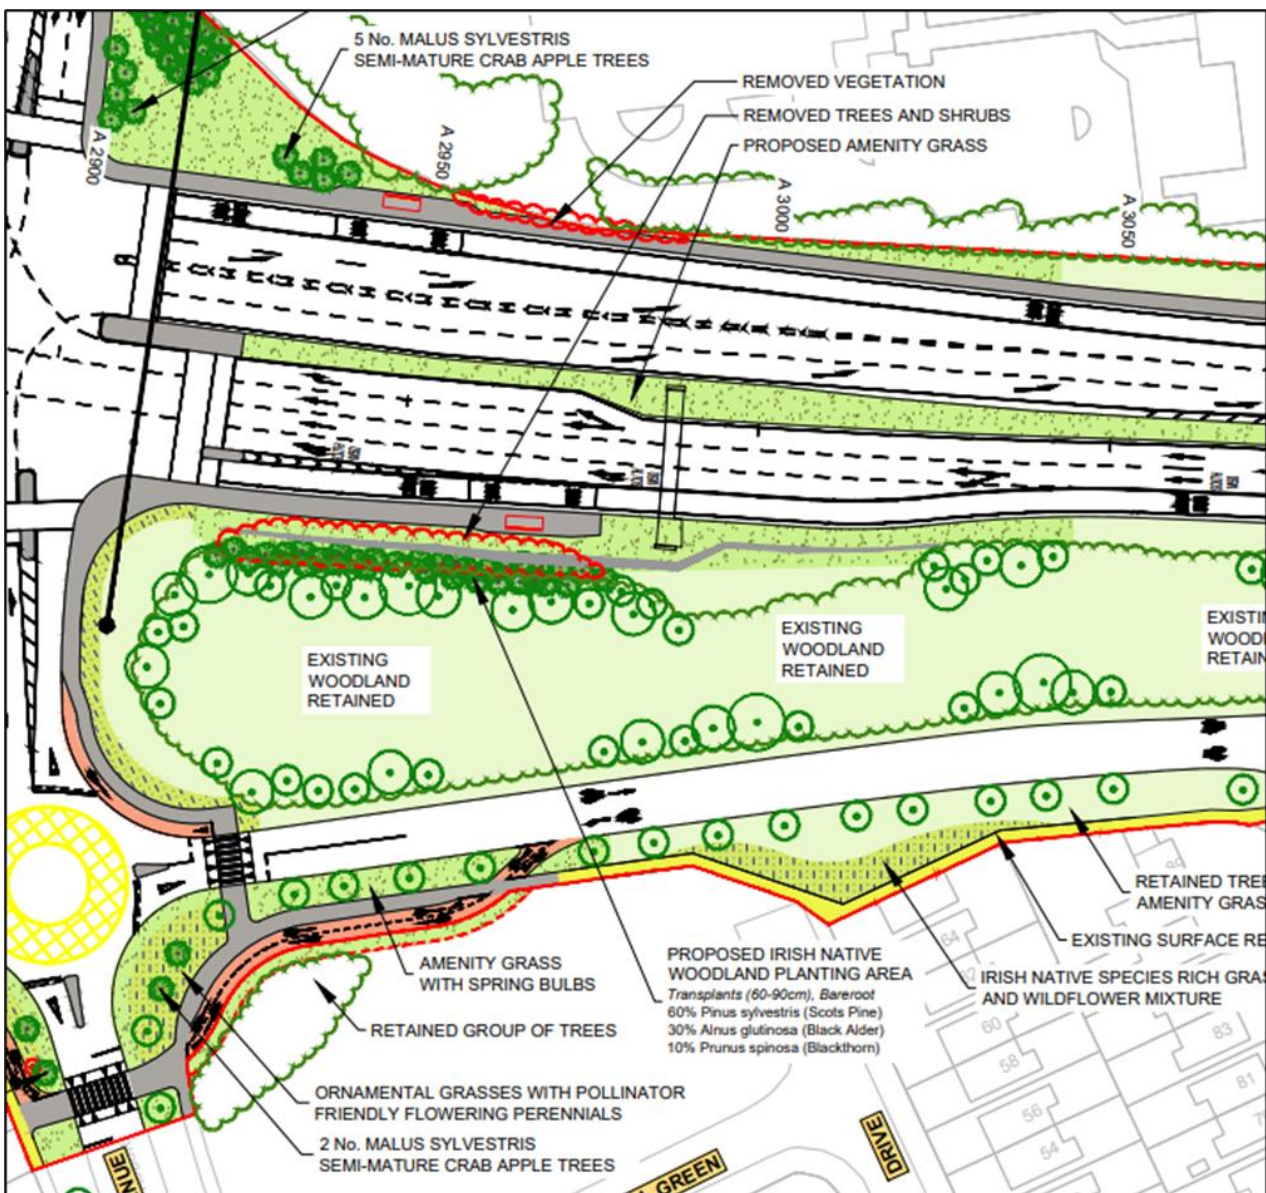 5 No. MALUS SYLVESTRIS
SEMI-MATURE CRAB APPLE TREES
REMOVED VEGETATION
REMOVED TREES AND SHRUBS
PROPOSED AMENITY GRASS
A 2900
A 2950
A 3000
A 3050
EXISTING
WOODLAND
RETAINED
EXISTING
WOODLAND
RETAINED
EXISTIN
WOOD
RETAIN
RETAINED TREE
AMENITY GRAS
EXISTING SURFACE RE
IRISH NATIVE SPECIES RICH GRAS
AND WILDFLOWER MIXTURE
PROPOSED IRISH NATIVE
WOODLAND PLANTING AREA
Transplants (60-90cm), Bareroot
60% Pinus sylvestris (Scots Pine)
30% Alnus glutinosa (Black Alder)
10% Prunus spinosa (Blackthorn)
AMENITY GRASS
WITH SPRING BULBS
RETAINED GROUP OF TREES
ORNAMENTAL GRASSES WITH POLLINATOR
FRIENDLY FLOWERING PERENNIALS
2 No. MALUS SYLVESTRIS
SEMI-MATURE CRAB APPLE TREES
64
60
58
56
54
83
81
NUE
GREEN
DRIVE